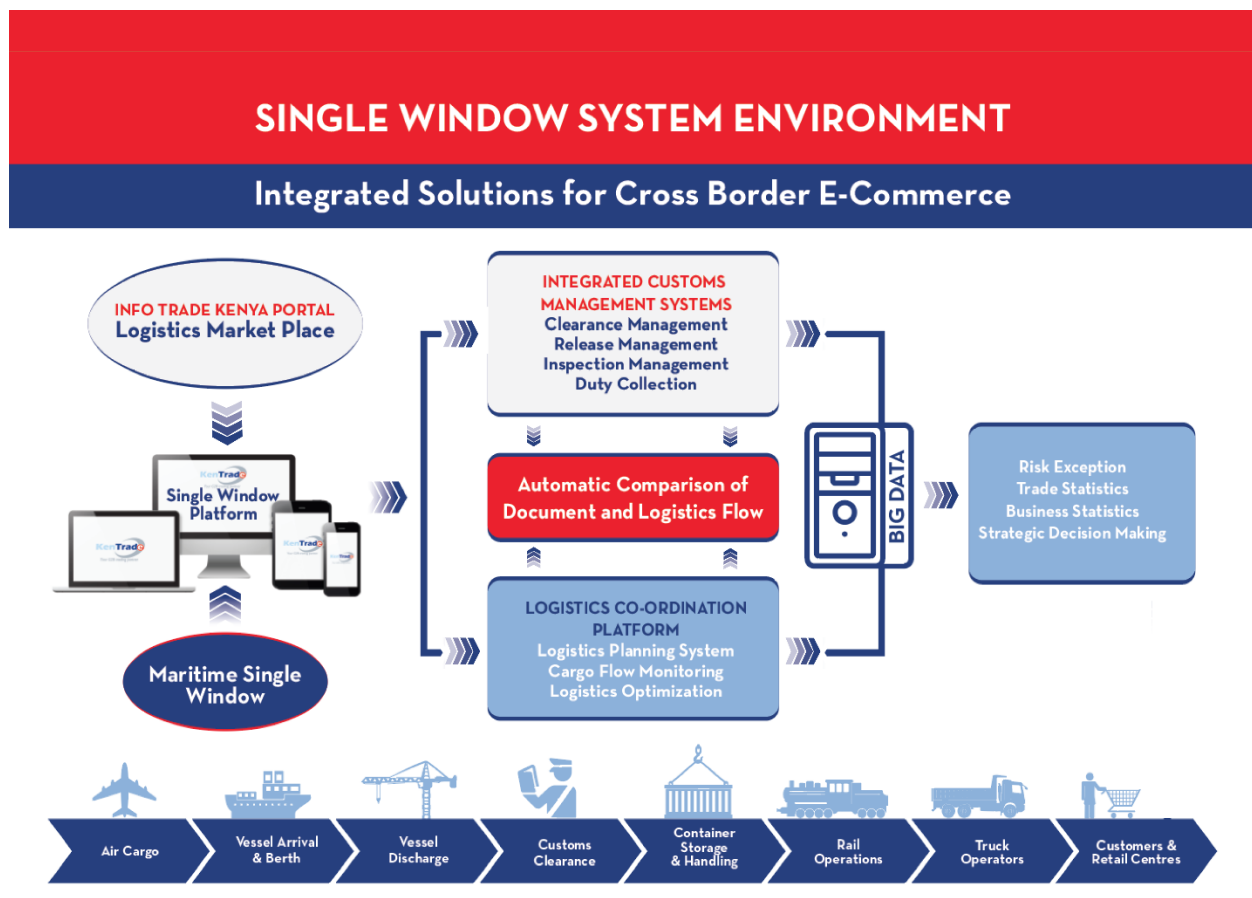 SINGLE WINDOW SYSTEM ENVIRONMENT
Integrated Solutions for Cross Border E-Commerce
INFO TRADE KENYA PORTAL
Logistics Market Place
KenTrade
Single Window
Platform
KenTrade
KenTrade
KenTrade
Maritime Single
Window
INTEGRATED CUSTOMS
MANAGEMENT SYSTEMS
Clearance Management
Release Management
Inspection Management
Duty Collection
Automatic Comparison of
Document and Logistics Flow
LOGISTICS CO-ORDINATION
PLATFORM
Logistics Planning System
Cargo Flow Monitoring
Logistics Optimization
BIG DATA
Risk Exception
Trade Statistics
Business Statistics
Strategic Decision Making
Air Cargo
Vessel Arrival
& Berth
Vessel
Discharge
Customs
Clearance
Container
Storage
& Handling
Rail
Operations
Truck
Operators
Customers &
Retail Centres